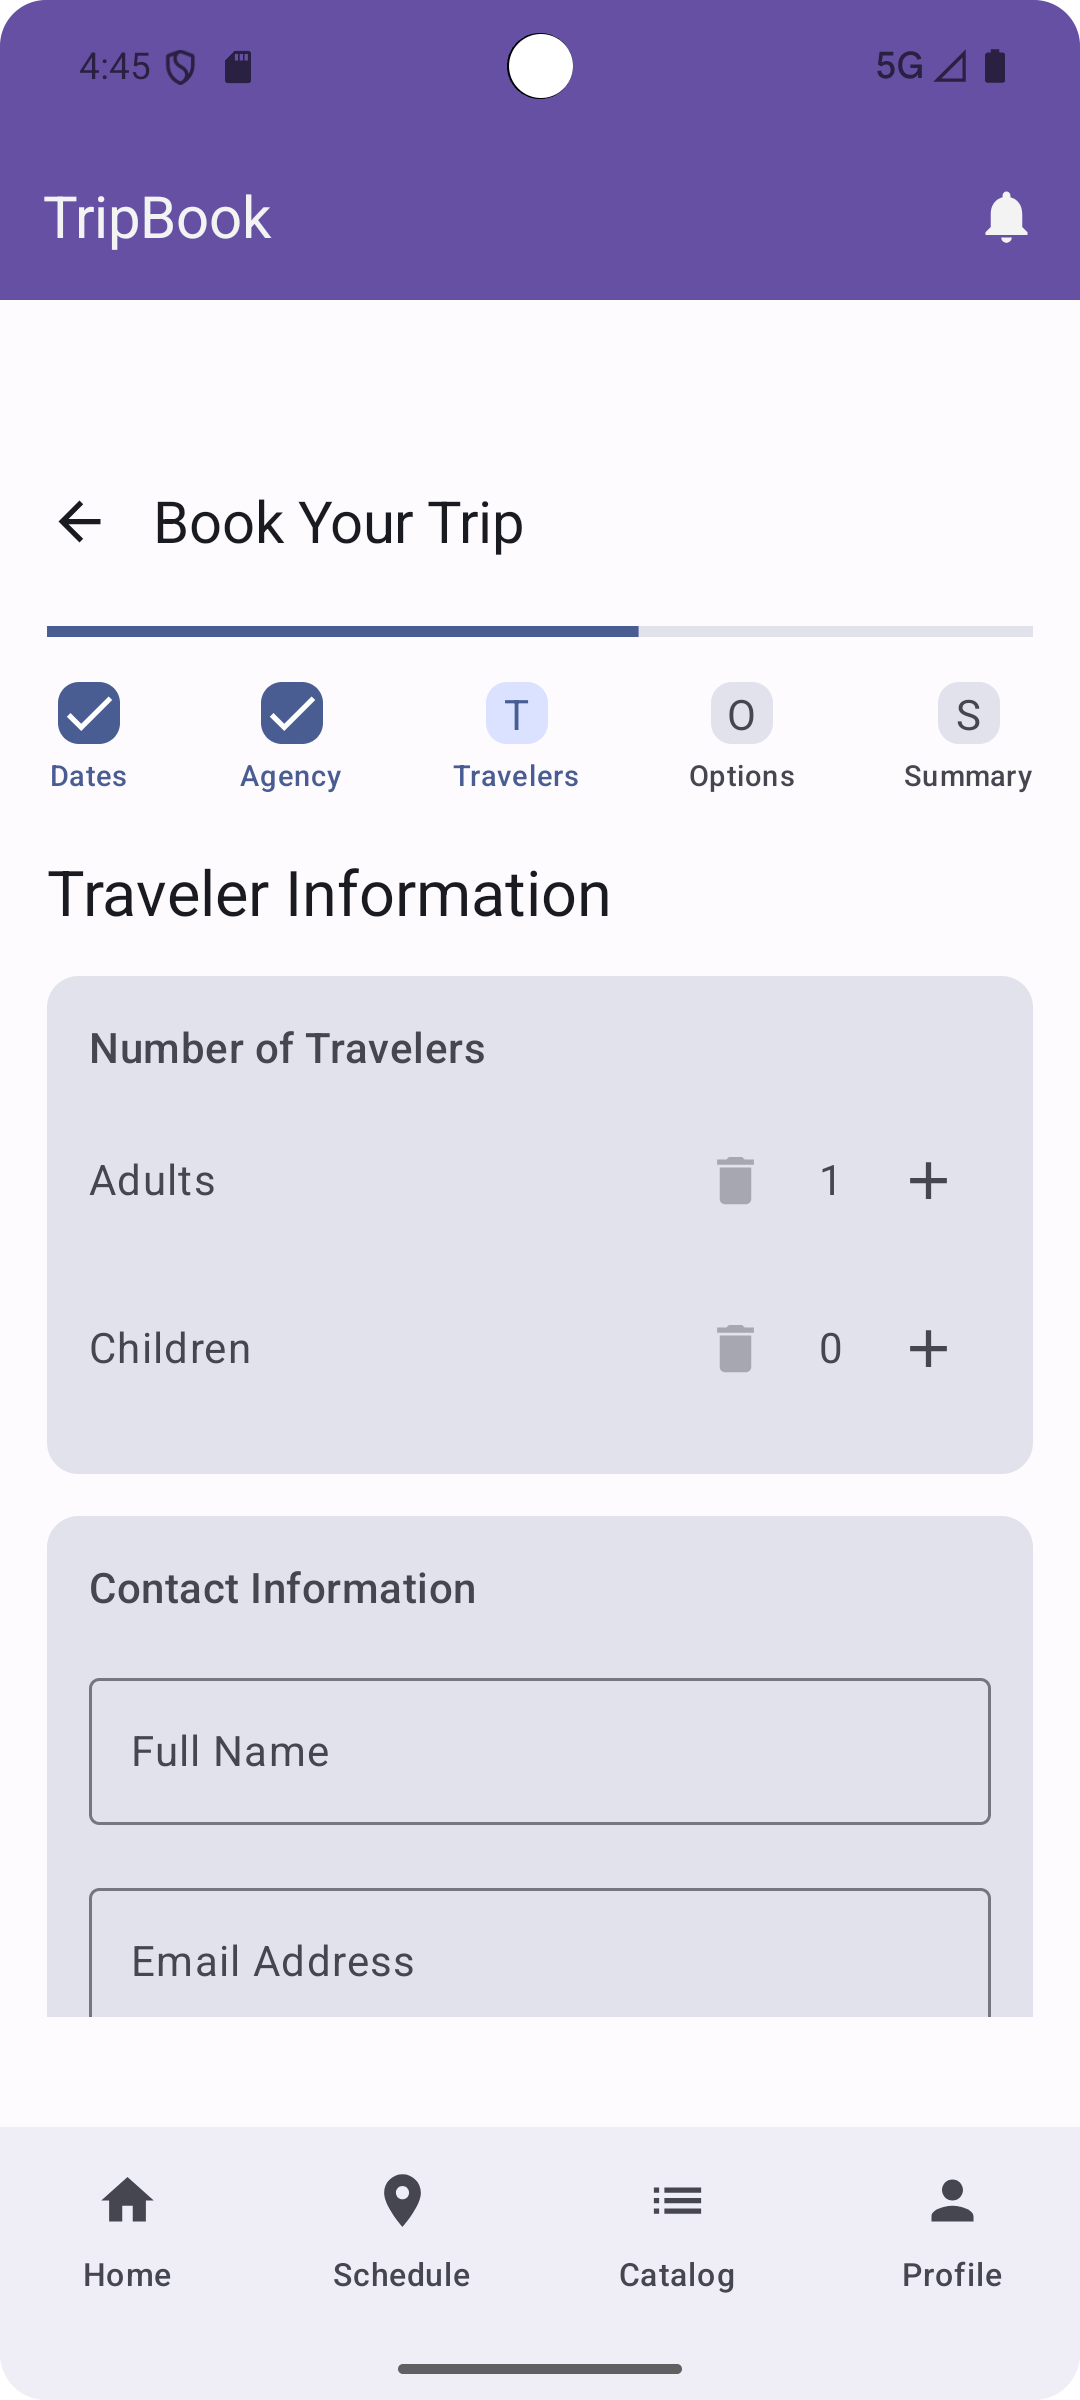 4:45
5G
TripBook
Book Your Trip
T
O
S
Dates
Agency
Travelers
Options
Summary
Traveler Information
Number of Travelers
Adults
1
Children
0
Contact Information
Full Name
Email Address
Home
Schedule
Catalog
Profile